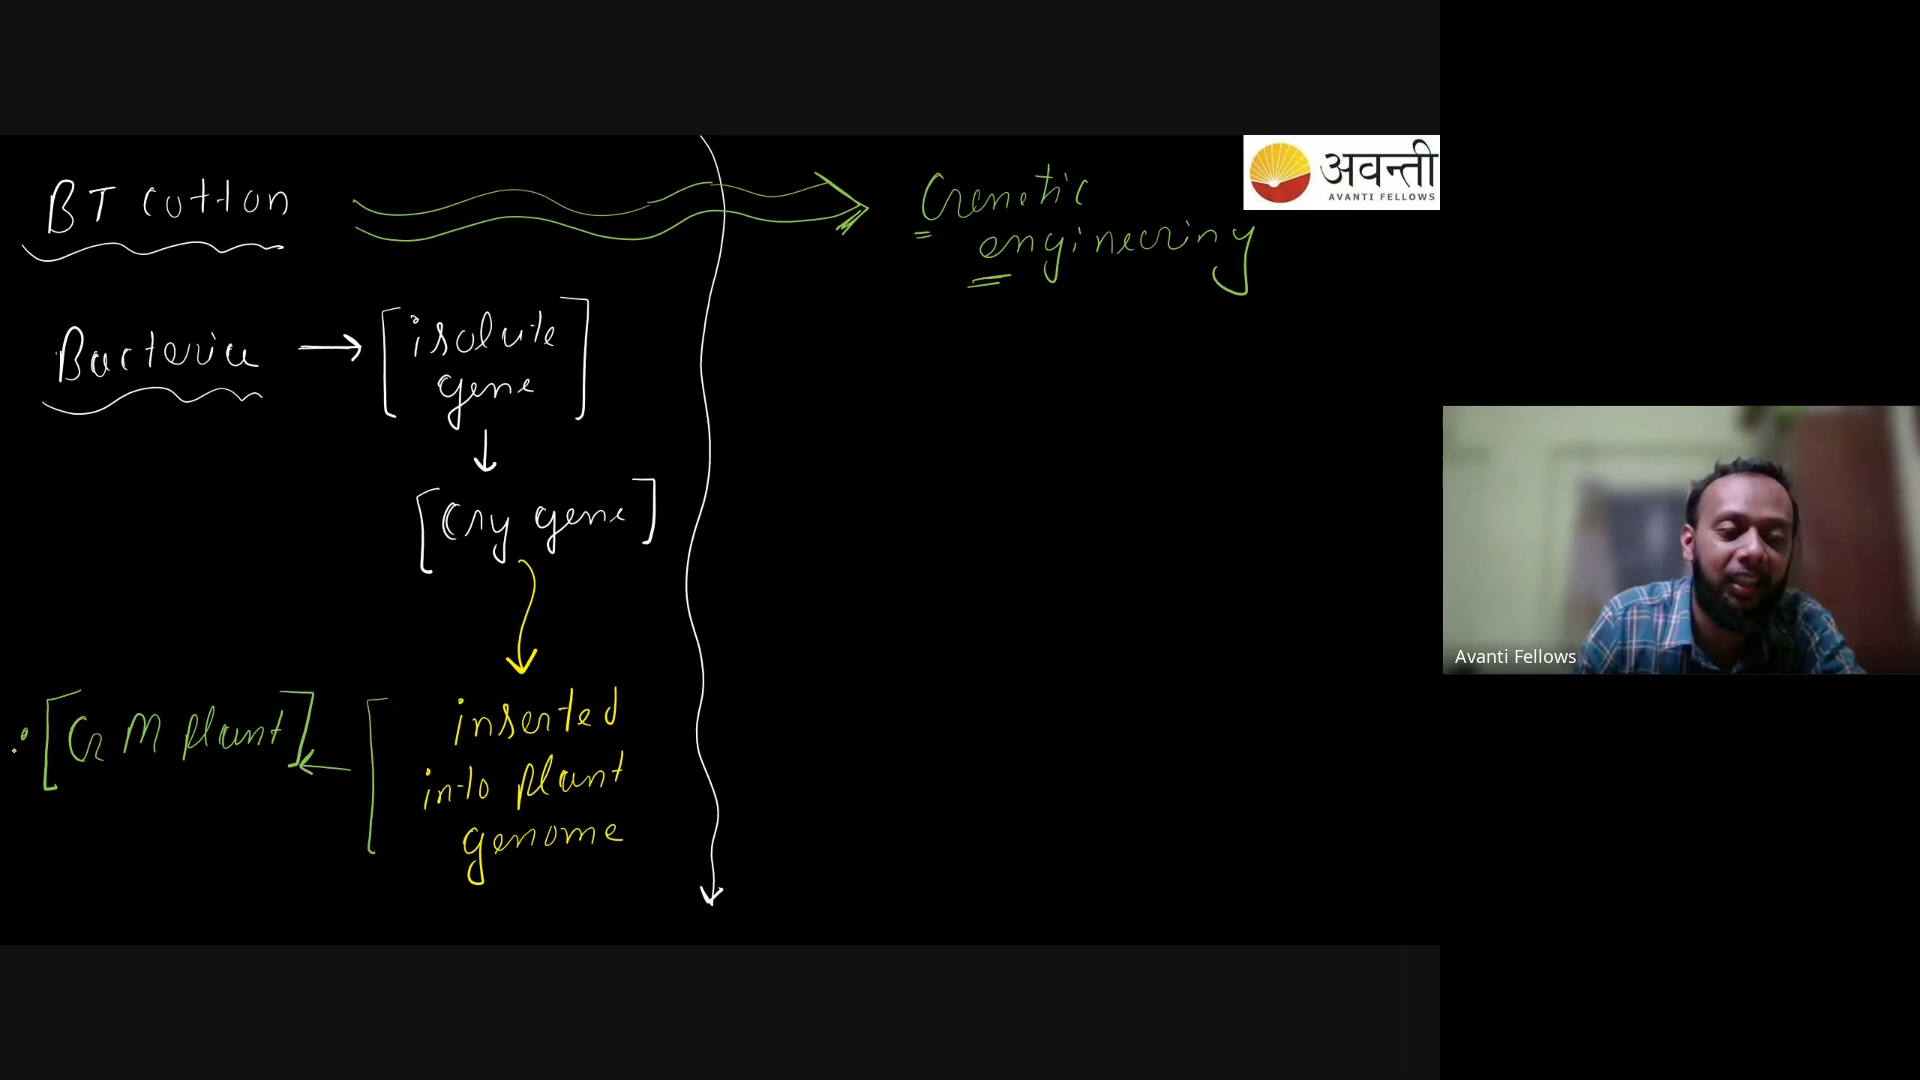 BT cotton
Genetic
engineering
अवन्ती
AVANTI FELLOWS
Bacteria
isolate
gene
Cry gene
inserted
into plant
genome
GM plant
Avanti Fellows